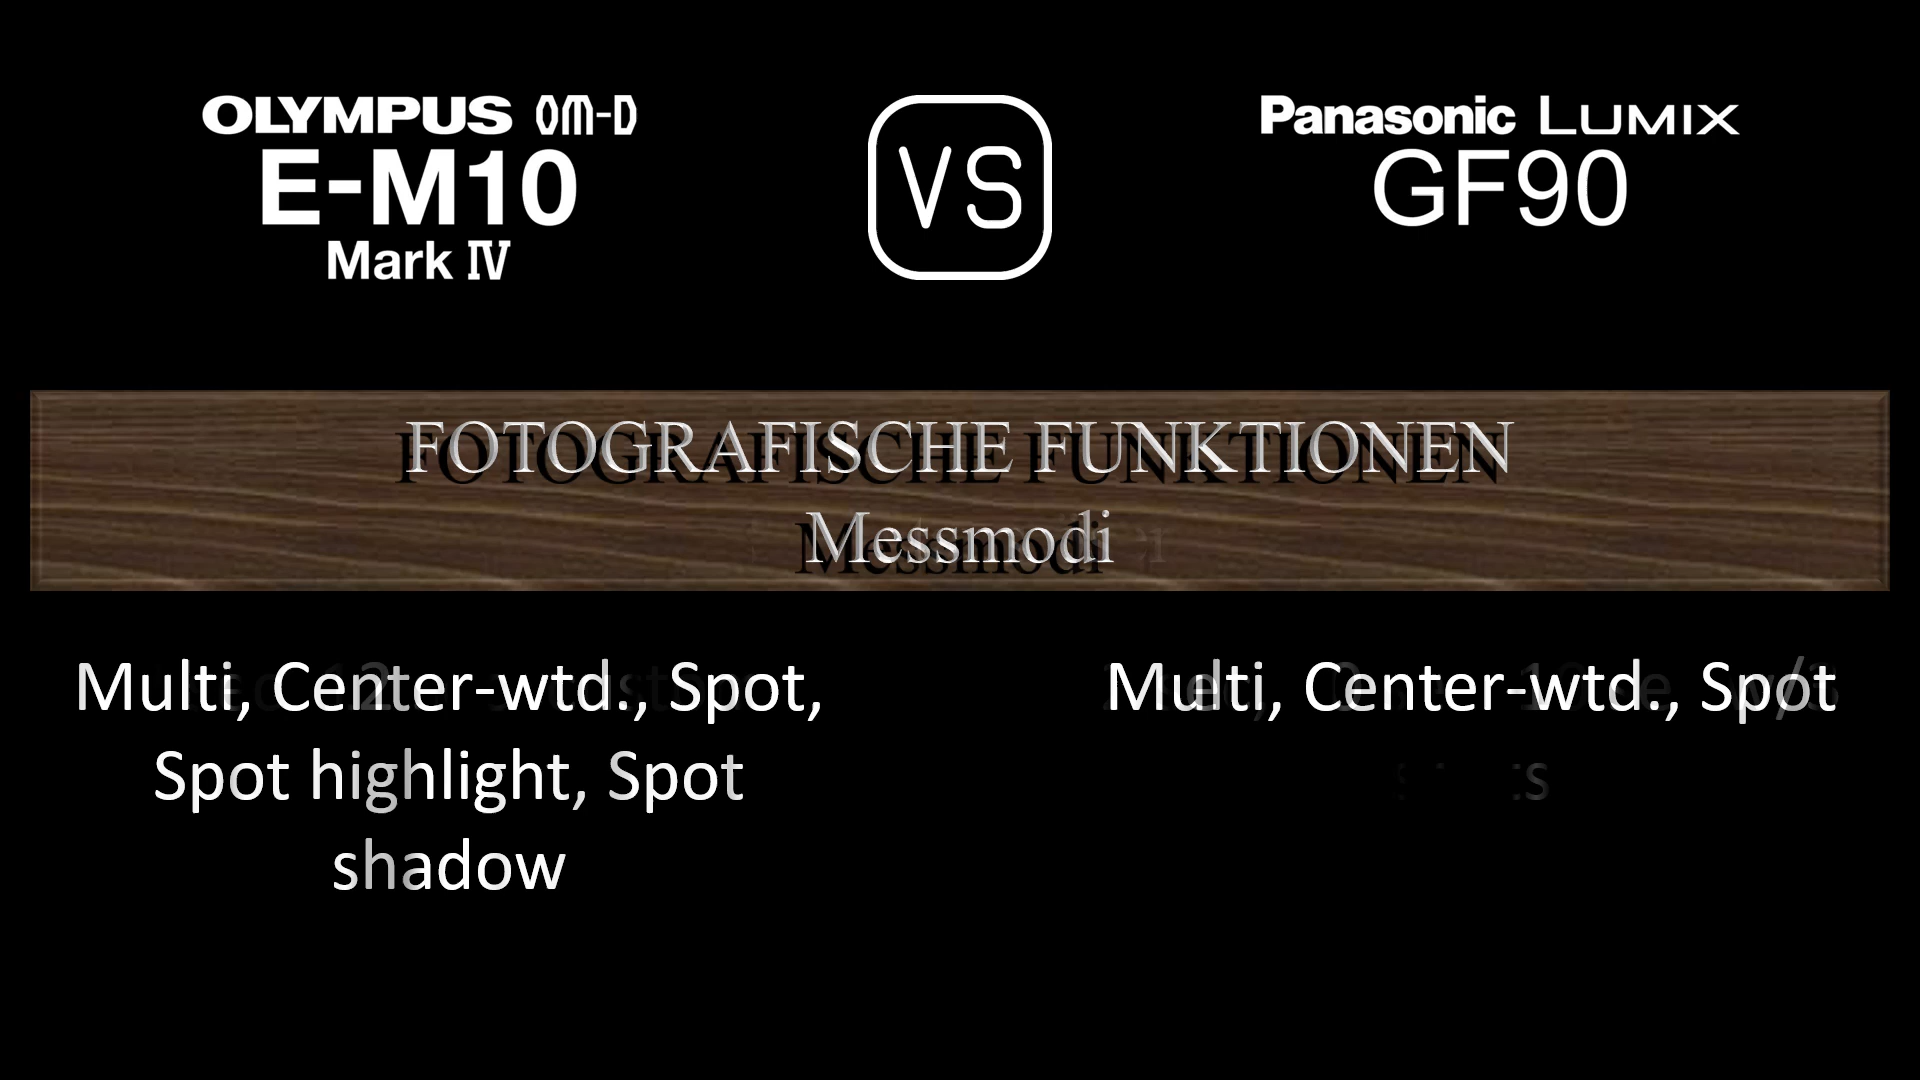 OLYMPUS OM-D
E-M10
Mark IV
VS
Panasonic LUMIX
GF90
FOTOGRAFISCHE FUNKTIONEN
Messmodi
Multi, Center-wtd., Spot,
Spot highlight, Spot
shadow
Multi, Center-wtd., Spot